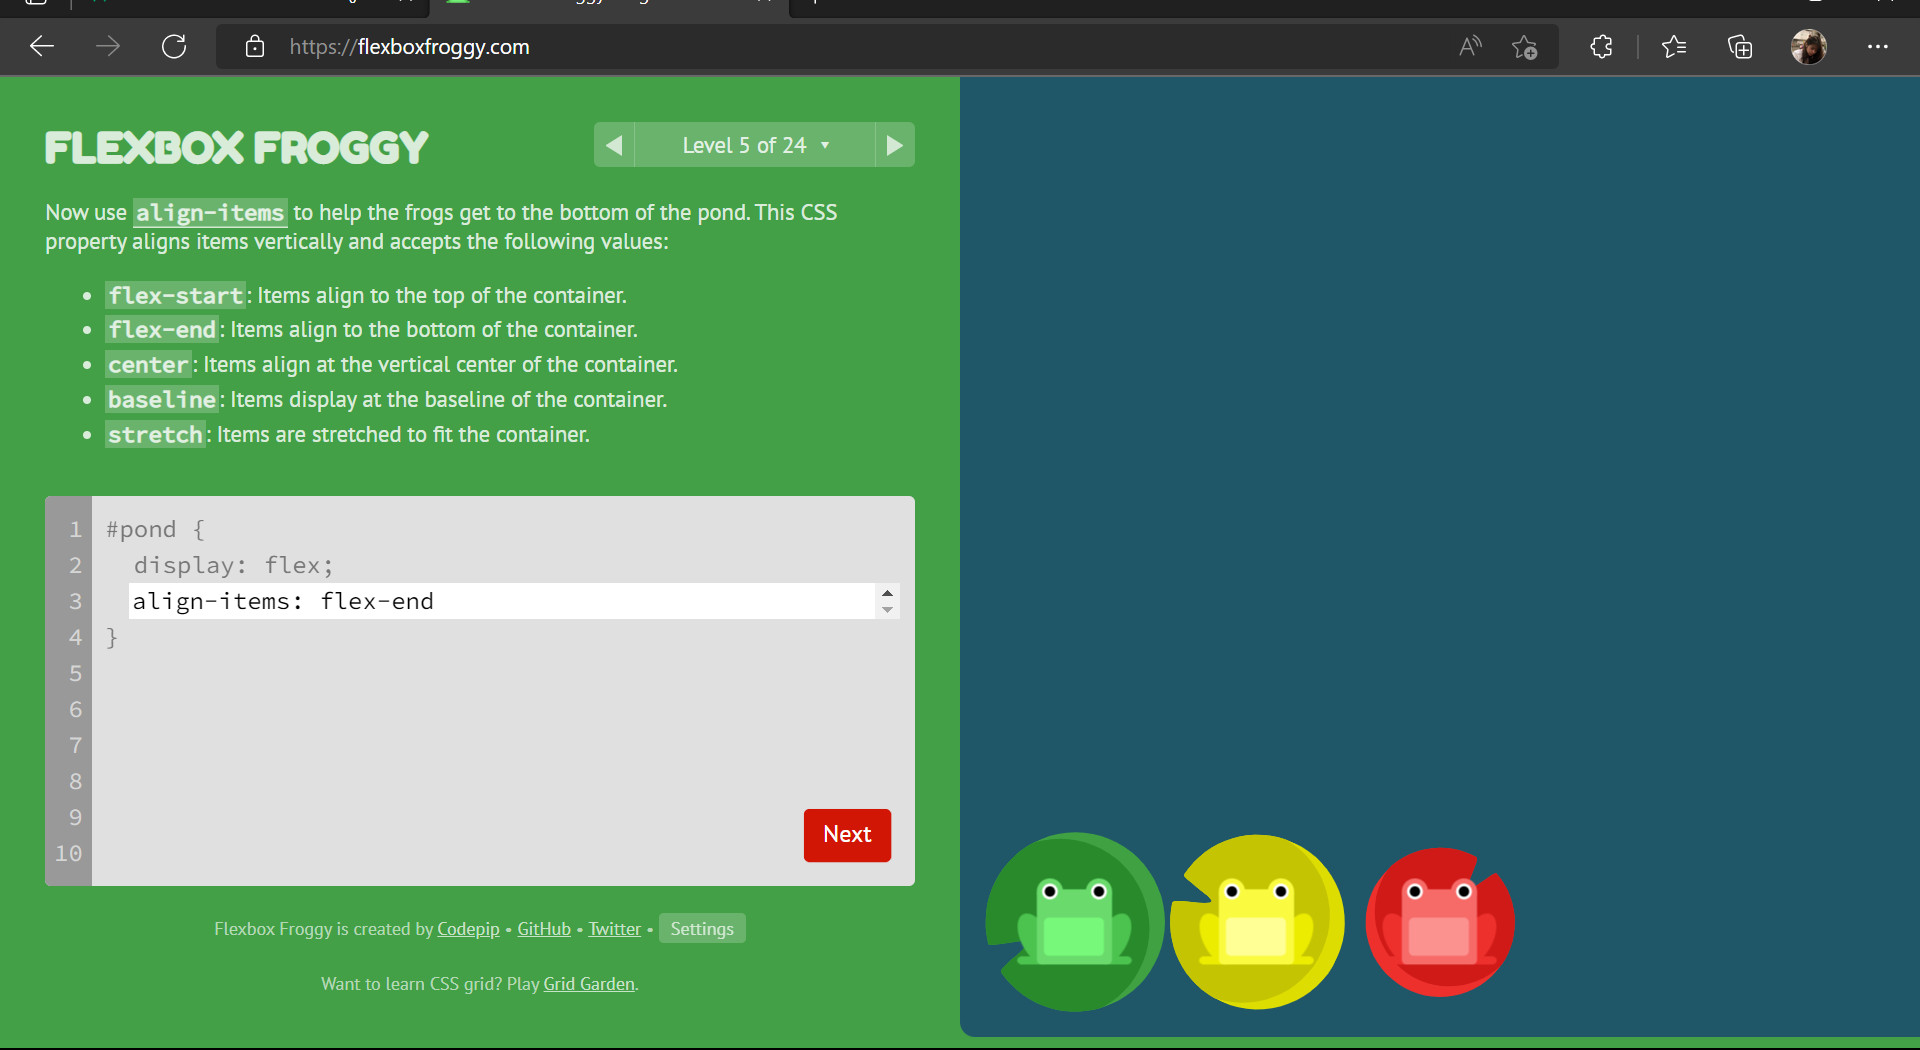 https://flexboxfroggy.com
FLEXBOX FROGGY
Level 5 of 24 ▼
Now use align-items to help the frogs get to the bottom of the pond. This CSS
property aligns items vertically and accepts the following values:
• flex-start: Items align to the top of the container.
• flex-end: Items align to the bottom of the container.
• center: Items align at the vertical center of the container.
• baseline: Items display at the baseline of the container.
• stretch: Items are stretched to fit the container.
1 #pond {
2 display: flex;
3 align-items: flex-end
4 }
5
6
7
8
9
10
Next
Flexbox Froggy is created by Codepip • GitHub • Twitter • Settings
Want to learn CSS grid? Play Grid Garden.